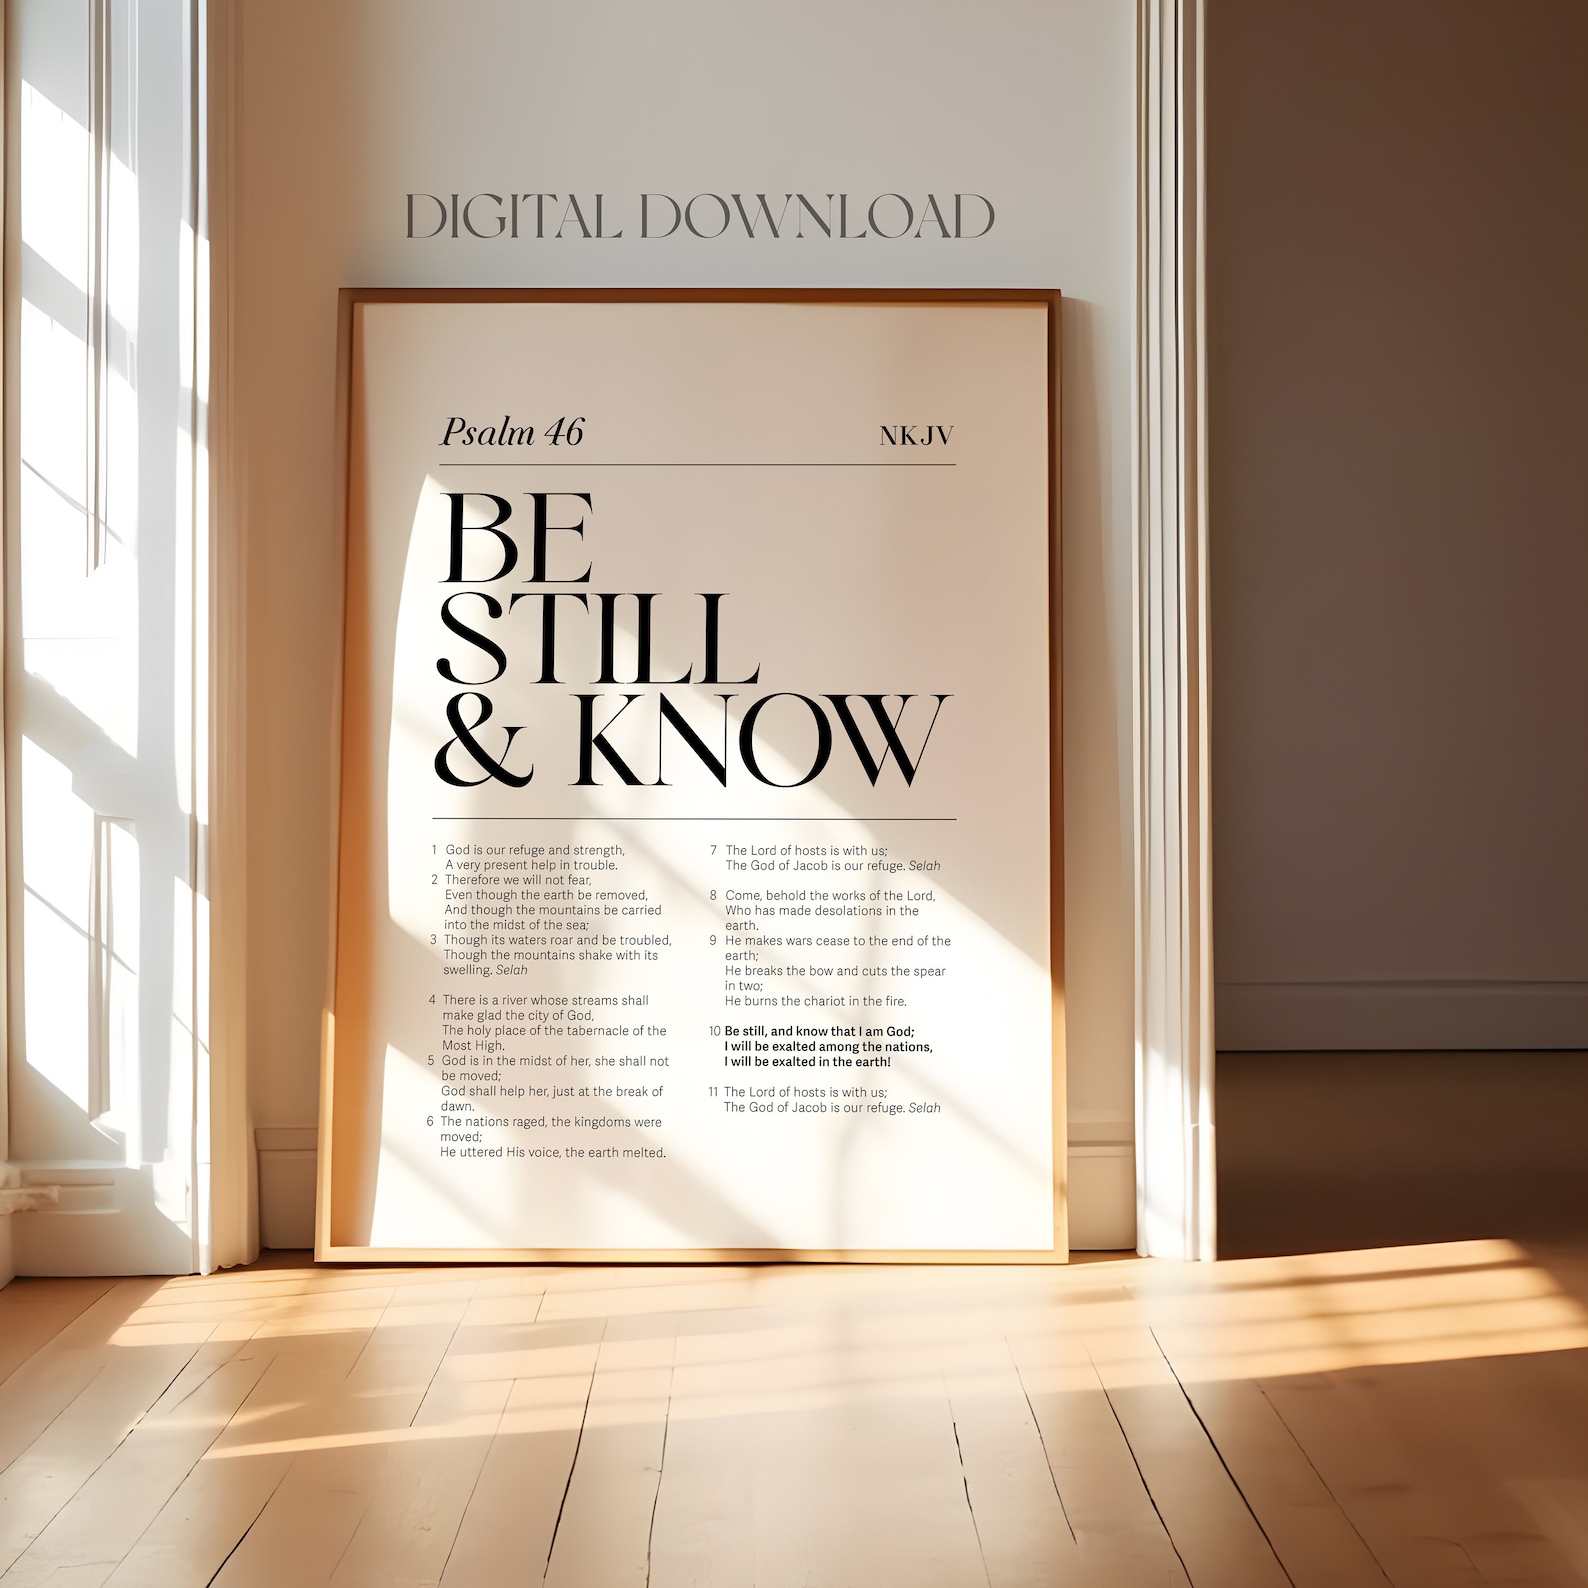 DIGITAL DOWNLOAD
Psalm 46 NKJV
BE
STILL
& KNOW
1 God is our refuge and strength,
A very present help in trouble.
2 Therefore we will not fear,
Even though the earth be removed,
And though the mountains be carried
into the midst of the sea;
3 Though its waters roar and be troubled,
Though the mountains shake with its
swelling. Selah
4 There is a river whose streams shall
make glad the city of God,
The holy place of the tabernacle of the
Most High.
5 God is in the midst of her, she shall not
be moved;
God shall help her, just at the break of
dawn.
6 The nations raged, the kingdoms were
moved;
He uttered His voice, the earth melted.
7 The Lord of hosts is with us;
The God of Jacob is our refuge. Selah
8 Come, behold the works of the Lord,
Who has made desolations in the
earth.
9 He makes wars cease to the end of the
earth;
He breaks the bow and cuts the spear
in two;
He burns the chariot in the fire.
10 Be still, and know that I am God;
I will be exalted among the nations,
I will be exalted in the earth!
11 The Lord of hosts is with us;
The God of Jacob is our refuge. Selah